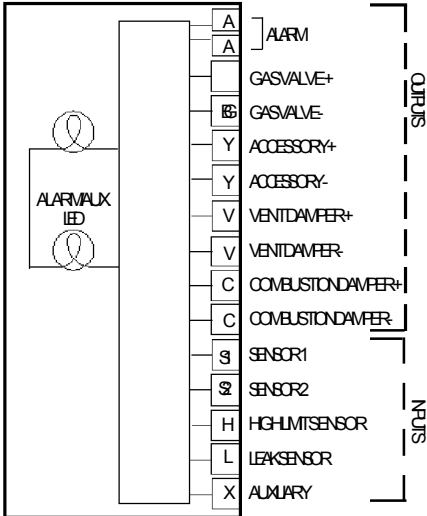 A
A
ALARM
GASVALVE+
GASVALVE-
Y
ACCESSORY+
Y
ACCESSORY-
V
VENTDAMPER+
V
VENTDAMPER-
C
COMBUSTIONDAMPER+
C
COMBUSTIONDAMPER-
S1
SENSOR1
S2
SENSOR2
H
HIGHLIMITSENSOR
L
LEAKSENSOR
X
AUXILIARY
ALARM/AUX
LED
OUTPUTS
INPUTS